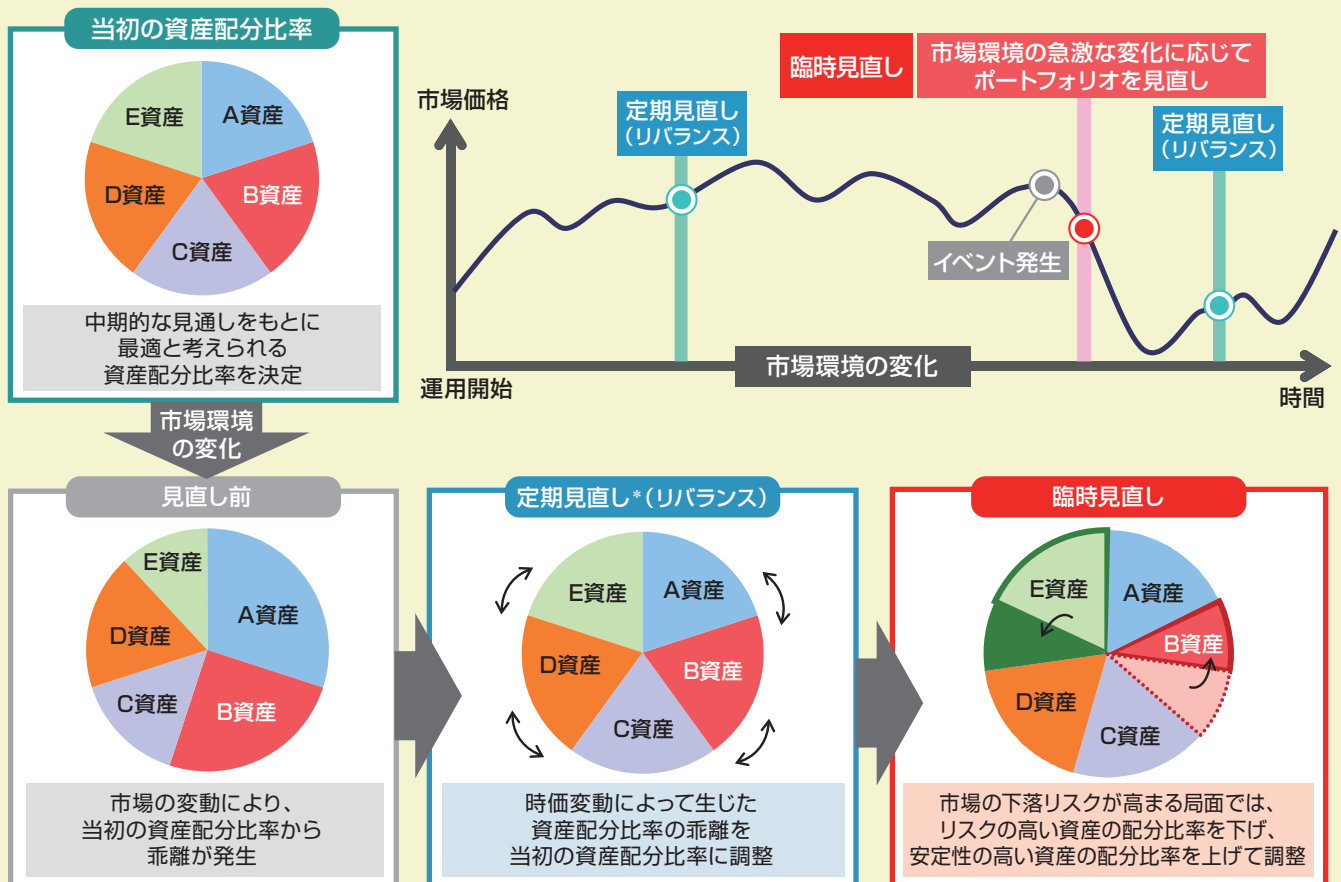 当初の資産配分比率
E資産
A資産
D資産
B資産
C資産
中期的な見通しをもとに
最適と考えられる
資産配分比率を決定
市場価格
定期見直し
（リバランス）
臨時見直し
市場環境の急激な変化に応じて
ポートフォリオを見直し
定期見直し
（リバランス）
イベント発生
市場環境の変化
運用開始
時間
市場環境
の変化
見直し前
E資産
A資産
D資産
C資産
B資産
市場の変動により、
当初の資産配分比率から
乖離が発生
定期見直し*（リバランス）
E資産
A資産
D資産
B資産
C資産
時価変動によって生じた
資産配分比率の乖離を
当初の資産配分比率に調整
臨時見直し
E資産
A資産
B資産
D資産
C資産
市場の下落リスクが高まる局面では、
リスクの高い資産の配分比率を下げ、
安定性の高い資産の配分比率を上げて調整